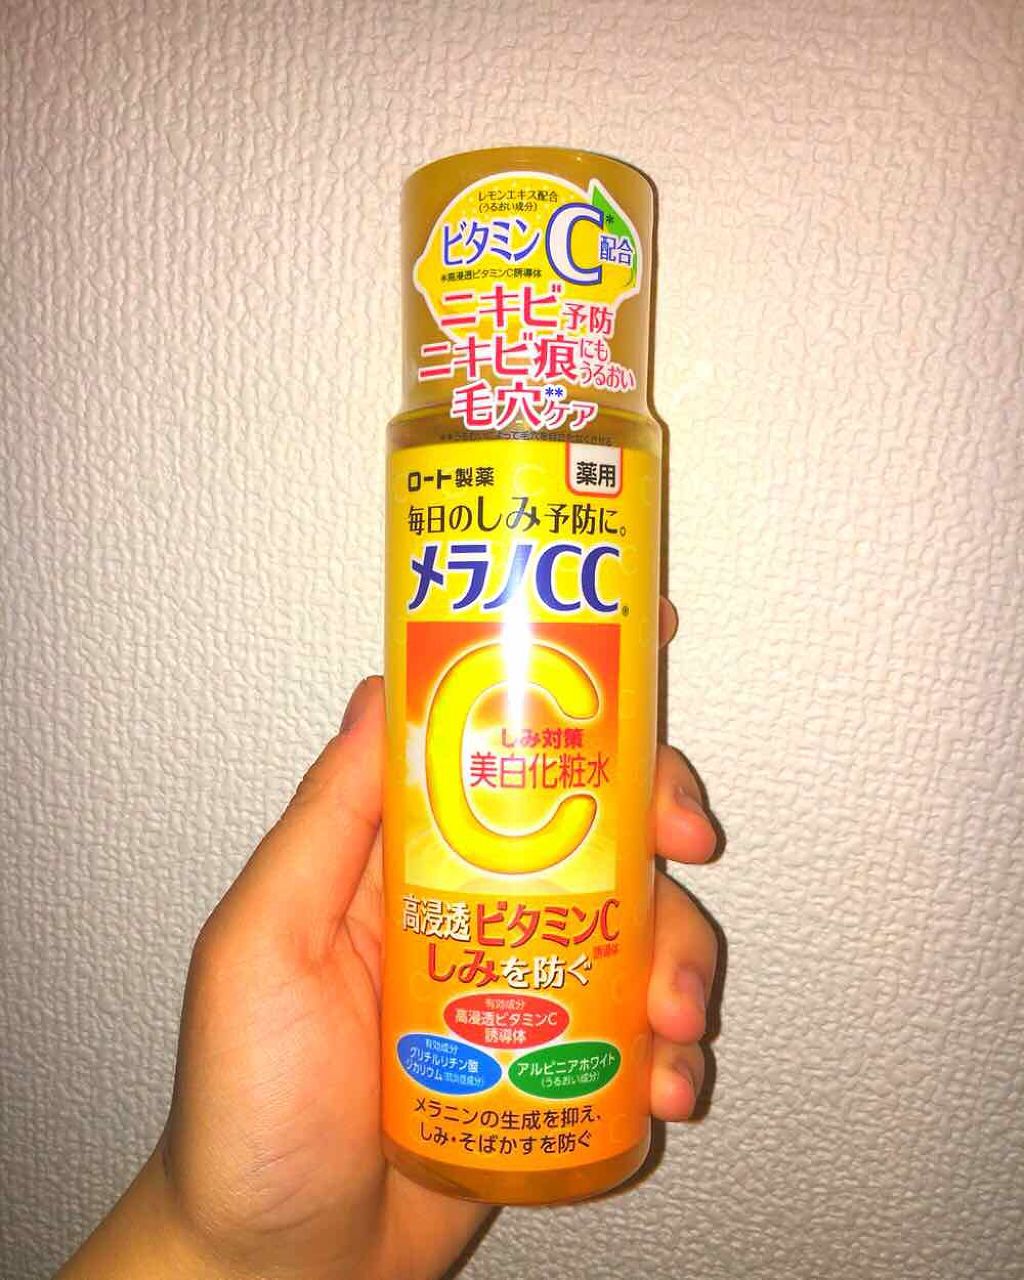 レモンエキス配合
(うるおい成分)
ビタミンC*配合
*高浸透ビタミンC誘導体
ニキビ予防
ニキビ痕にもうるおい
毛穴**ケア
ロート製薬
薬用
毎日のしみ予防に。
メラノCC®
しみ対策
美白化粧水
高浸透ビタミンC誘導体
しみを防ぐ
有効成分
高浸透ビタミンC
誘導体
有効成分
グリチルリチン酸
ジカリウム(抗炎症成分)
アルピニアホワイト
(うるおい成分)
メラニンの生成を抑え、
しみ・そばかすを防ぐ